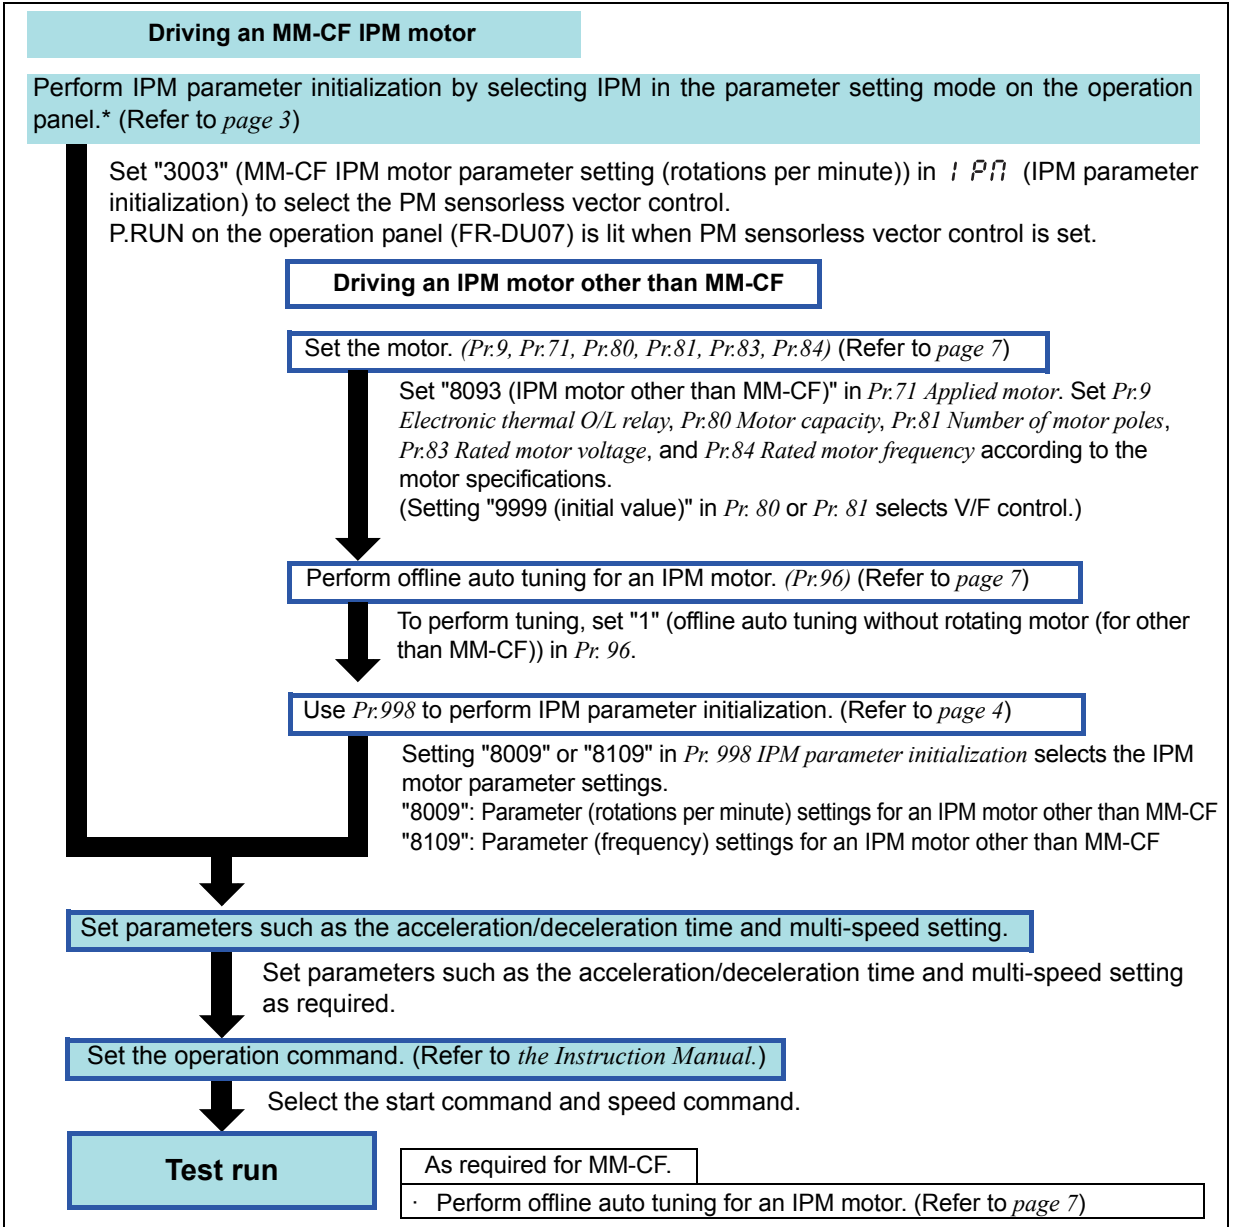 Driving an MM-CF IPM motor
Perform IPM parameter initialization by selecting IPM in the parameter setting mode on the operation
panel.* (Refer to page 3)
Set "3003" (MM-CF IPM motor parameter setting (rotations per minute)) in IPM (IPM parameter
initialization) to select the PM sensorless vector control.
P.RUN on the operation panel (FR-DU07) is lit when PM sensorless vector control is set.
Driving an IPM motor other than MM-CF
Set the motor. (Pr.9, Pr.71, Pr.80, Pr.81, Pr.83, Pr.84) (Refer to page 7)
Set "8093 (IPM motor other than MM-CF)" in Pr.71 Applied motor. Set Pr.9
Electronic thermal O/L relay, Pr.80 Motor capacity, Pr.81 Number of motor poles,
Pr.83 Rated motor voltage, and Pr.84 Rated motor frequency according to the
motor specifications.
(Setting "9999 (initial value)" in Pr. 80 or Pr. 81 selects V/F control.)
Perform offline auto tuning for an IPM motor. (Pr.96) (Refer to page 7)
To perform tuning, set "1" (offline auto tuning without rotating motor (for other
than MM-CF)) in Pr. 96.
Use Pr.998 to perform IPM parameter initialization. (Refer to page 4)
Setting "8009" or "8109" in Pr. 998 IPM parameter initialization selects the IPM
motor parameter settings.
"8009": Parameter (rotations per minute) settings for an IPM motor other than MM-CF
"8109": Parameter (frequency) settings for an IPM motor other than MM-CF
Set parameters such as the acceleration/deceleration time and multi-speed setting.
Set parameters such as the acceleration/deceleration time and multi-speed setting
as required.
Set the operation command. (Refer to the Instruction Manual.)
Select the start command and speed command.
Test run
As required for MM-CF.
· Perform offline auto tuning for an IPM motor. (Refer to page 7)